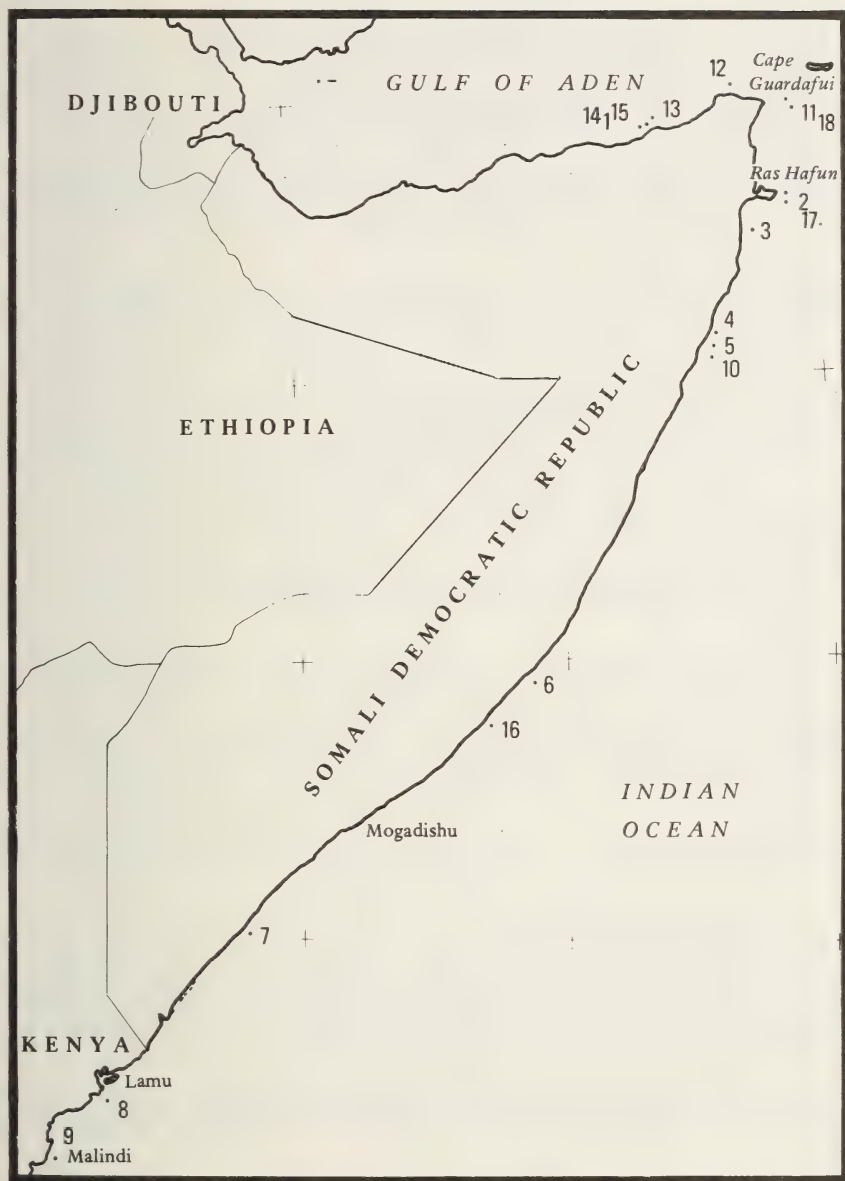 Cape
Guardafui
12
GULF OF ADEN
DJIBOUTI
14 1 15
13
11 18
Ras Hafun
2
17
3
4
5
10
ETHIOPIA
SOMALI DEMOCRATIC REPUBLIC
6
16
INDIAN
OCEAN
Mogadishu
7
KENYA
Lamu
8
9
Malindi